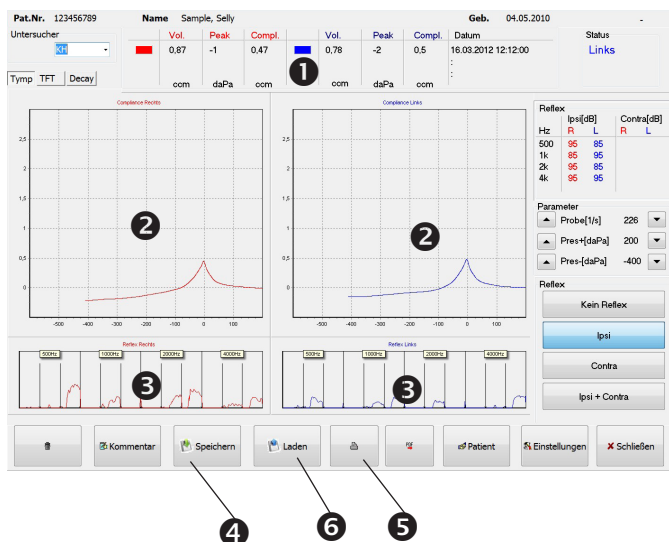 Pat.Nr. 123456789 Name Sample, Selly Geb. 04.05.2010 -
Untersucher Vol. Peak Compl. Vol. Peak Compl. Datum Status
KH 0,87 -1 0,47 0,78 -2 0,5 16.03.2012 12:12:00 Links
:
:
1
ccm daPa ccm ccm daPa ccm
Tymp TFT Decay
Compliance Rechts
2,5
2
1,5
1
0,5
0
-500 -400 -300 -200 -100 0 100
2
Compliance Links
2,5
2
1,5
1
0,5
0
-500 -400 -300 -200 -100 0 100
2
Reflex
Ipsi[dB] Contra[dB]
Hz R L R L
500 95 85
1k 85 95
2k 95 85
4k 95 95
Parameter
Probe[1/s] 226
Pres+[daPa] 200
Pres-[daPa] -400
Reflex
Kein Reflex
Ipsi
Contra
Ipsi + Contra
Reflex Rechts
500Hz 1000Hz 2000Hz 4000Hz
3
Reflex Links
500Hz 1000Hz 2000Hz 4000Hz
3
Kommentar Speichern Laden PDF Patient Einstellungen Schließen
4 6 5